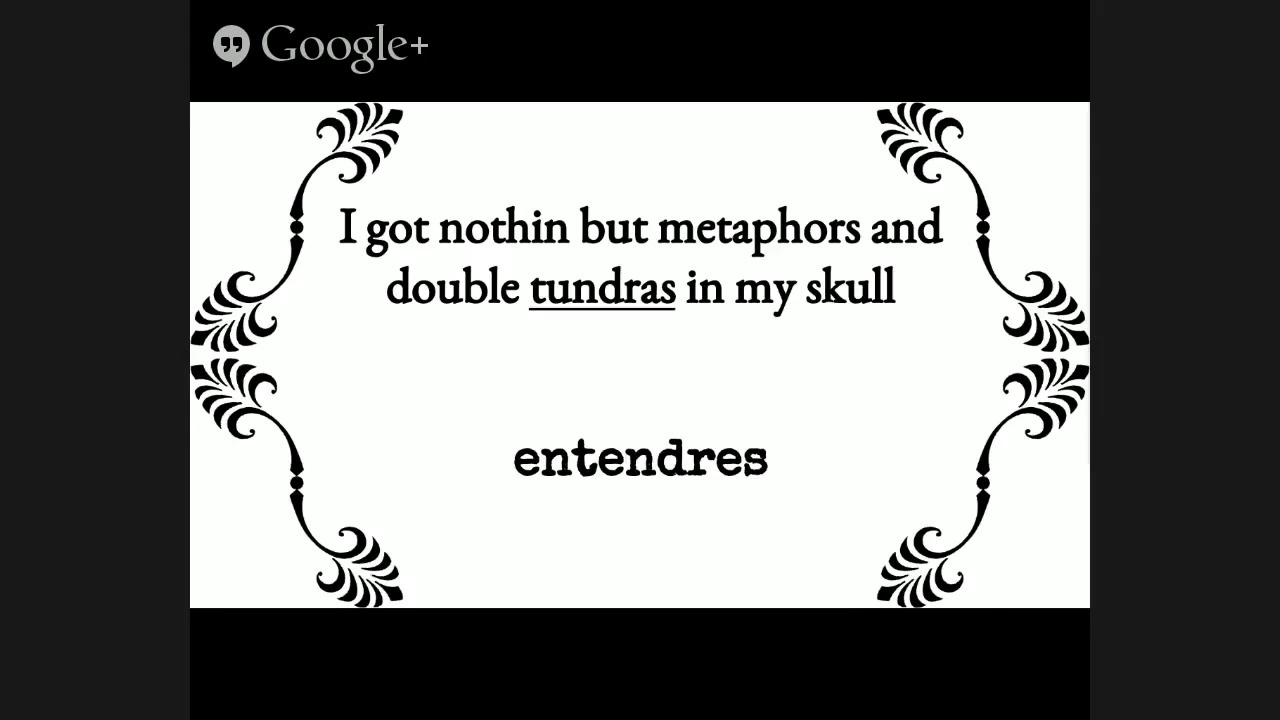 Google+
I got nothin but metaphors and
double tundras in my skull
entendres